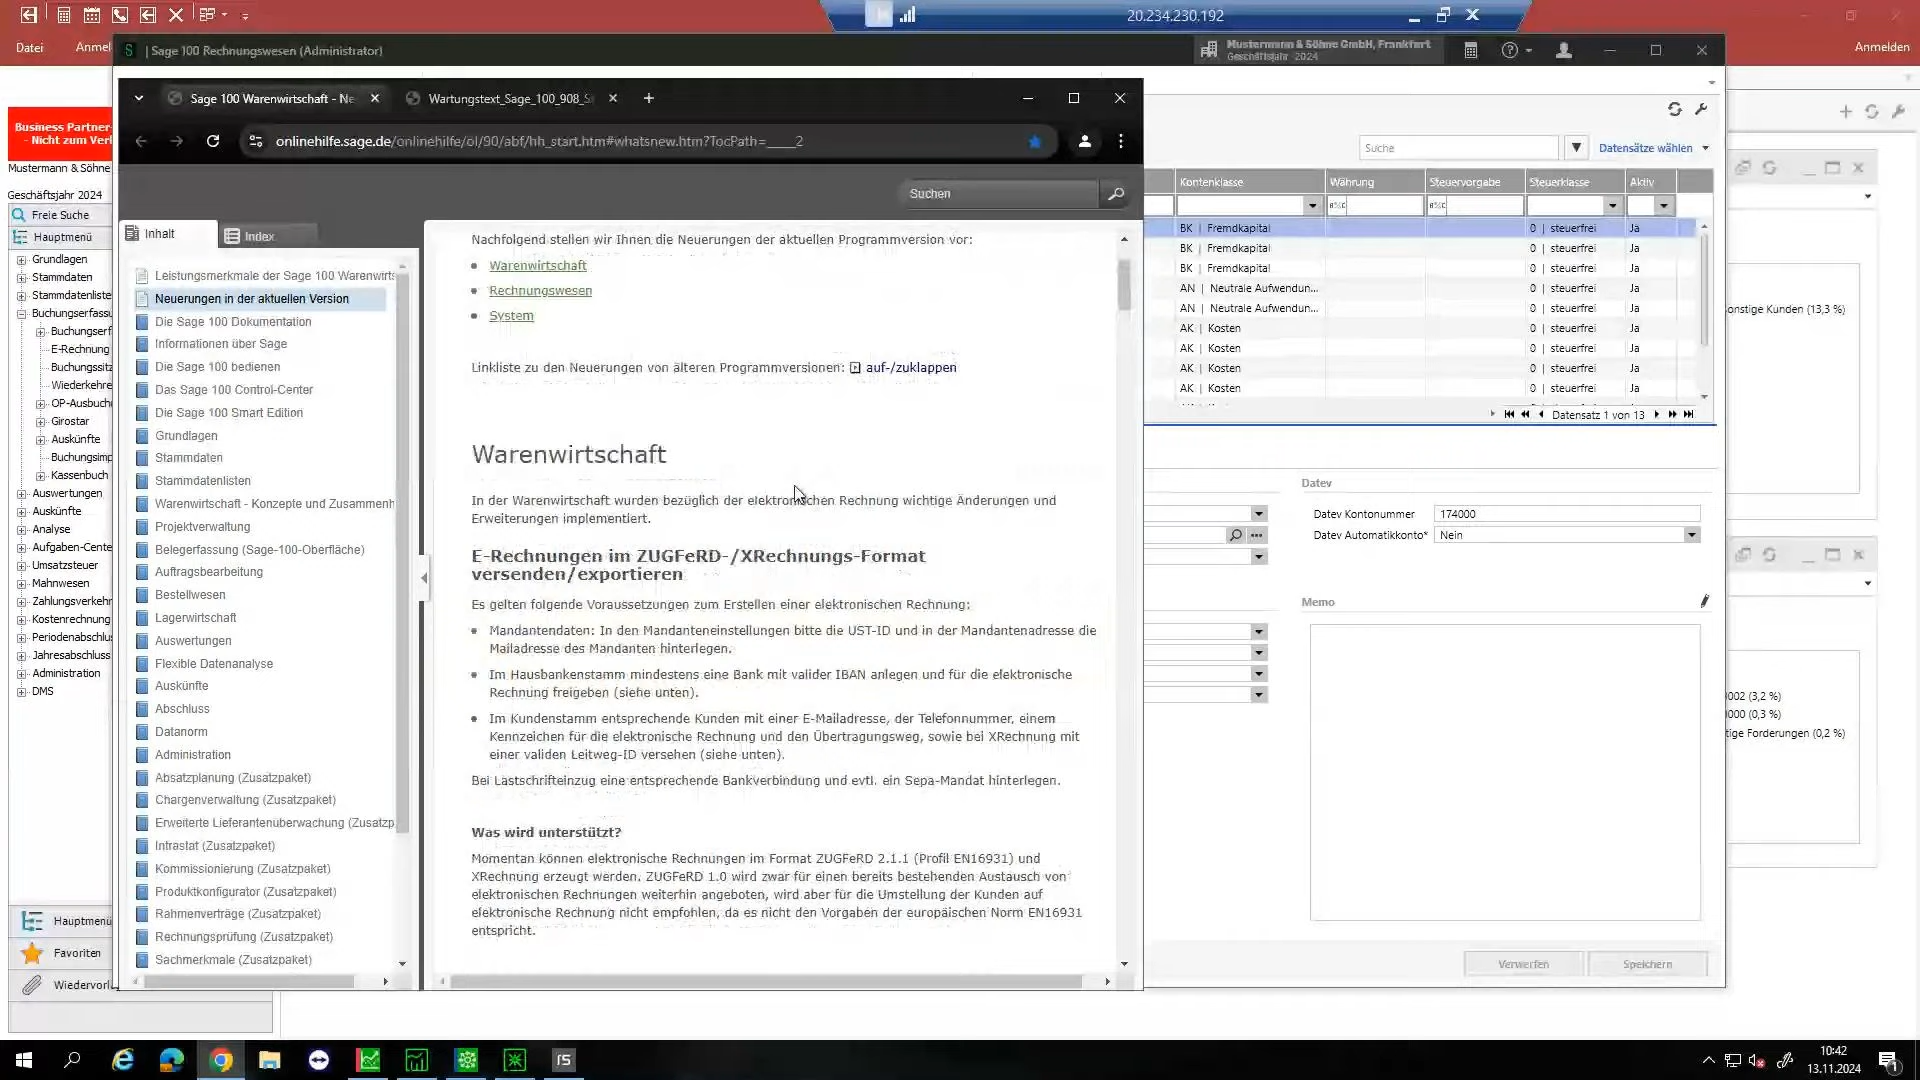 20.234.230.192
Datei
Anmel
Anmelden
S | Sage 100 Rechnungswesen (Administrator)
Mustermann & Söhne GmbH, Frankfurt
Geschäftsjahr 2024
Business Partner-
- Nicht zum Verl
Mustermann & Söhne
Geschäftsjahr 2024
Freie Suche
Hauptmenü
Grundlagen
Stammdaten
Stammdatenliste
Buchungserfassu
Buchungserf
E-Rechnung
Buchungssitz
Wiederkehre
OP-Ausbuch
Girostar
Auskünfte
Buchungsimp
Kassenbuch
Auswertungen
Auskünfte
Analyse
Aufgaben-Cente
Umsatzsteuer
Mahnwesen
Zahlungsverkehr
Kostenrechnung
Periodenabschlus
Jahresabschluss
Administration
DMS
Hauptmenü
Favoriten
Wiedervorl
Sage 100 Warenwirtschaft - Ne
Wartungstext_Sage_100_908_S
onlinehilfe.sage.de/onlinehilfe/ol/90/abf/hh_start.htm#whatsnew.htm?TocPath=____2
Suchen
Inhalt
Index
Leistungsmerkmale der Sage 100 Warenwirts
Neuerungen in der aktuellen Version
Die Sage 100 Dokumentation
Informationen über Sage
Die Sage 100 bedienen
Das Sage 100 Control-Center
Die Sage 100 Smart Edition
Grundlagen
Stammdaten
Stammdatenlisten
Warenwirtschaft - Konzepte und Zusammenh
Projektverwaltung
Belegerfassung (Sage-100-Oberfläche)
Auftragsbearbeitung
Bestellwesen
Lagerwirtschaft
Auswertungen
Flexible Datenanalyse
Auskünfte
Abschluss
Datanorm
Administration
Absatzplanung (Zusatzpaket)
Chargenverwaltung (Zusatzpaket)
Erweiterte Lieferantenüberwachung (Zusatzp
Intrastat (Zusatzpaket)
Kommissionierung (Zusatzpaket)
Produktkonfigurator (Zusatzpaket)
Rahmenverträge (Zusatzpaket)
Rechnungsprüfung (Zusatzpaket)
Sachmerkmale (Zusatzpaket)
Nachfolgend stellen wir Ihnen die Neuerungen der aktuellen Programmversion vor:
Warenwirtschaft
Rechnungswesen
System
Linkliste zu den Neuerungen von älteren Programmversionen: auf-/zuklappen
Warenwirtschaft
In der Warenwirtschaft wurden bezüglich der elektronischen Rechnung wichtige Änderungen und
Erweiterungen implementiert.
E-Rechnungen im ZUGFeRD-/XRechnungs-Format
versenden/exportieren
Es gelten folgende Voraussetzungen zum Erstellen einer elektronischen Rechnung:
Mandantendaten: In den Mandanteneinstellungen bitte die UST-ID und in der Mandantenadresse die
Mailadresse des Mandanten hinterlegen.
Im Hausbankenstamm mindestens eine Bank mit valider IBAN anlegen und für die elektronische
Rechnung freigeben (siehe unten).
Im Kundenstamm entsprechende Kunden mit einer E-Mailadresse, der Telefonnummer, einem
Kennzeichen für die elektronische Rechnung und den Übertragungsweg, sowie bei XRechnung mit
einer validen Leitweg-ID versehen (siehe unten).
Bei Lastschrifteinzug eine entsprechende Bankverbindung und evtl. ein Sepa-Mandat hinterlegen.
Was wird unterstützt?
Momentan können elektronische Rechnungen im Format ZUGFeRD 2.1.1 (Profil EN16931) und
XRechnung erzeugt werden. ZUGFeRD 1.0 wird zwar für einen bereits bestehenden Austausch von
elektronischen Rechnungen weiterhin angeboten, wird aber für die Umstellung der Kunden auf
elektronische Rechnung nicht empfohlen, da es nicht den Vorgaben der europäischen Norm EN16931
entspricht.
Suche
Datensätze wählen
Kontenklasse Währung Steuervorgabe Steuerklasse Aktiv
BK | Fremdkapital 0 | steuerfrei Ja
BK | Fremdkapital 0 | steuerfrei Ja
BK | Fremdkapital 0 | steuerfrei Ja
AN | Neutrale Aufwendun... 0 | steuerfrei Ja
AN | Neutrale Aufwendun... 0 | steuerfrei Ja
AK | Kosten 0 | steuerfrei Ja
AK | Kosten 0 | steuerfrei Ja
AK | Kosten 0 | steuerfrei Ja
AK | Kosten 0 | steuerfrei Ja
Datensatz 1 von 13
Datev
Datev Kontonummer 174000
Datev Automatikkonto* Nein
Memo
Verwerfen
Speichern
onstige Kunden (13,3 %)
0002 (3,2 %)
0000 (0,3 %)
tige Forderungen (0,2 %)
10:42
13.11.2024
1